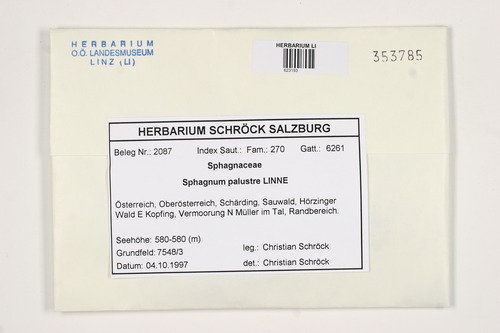 HERBARIUM
O.Ö. LANDESMUSEUM
LINZ (LI)
HERBARIUM LI
353785
HERBARIUM SCHRÖCK SALZBURG
Beleg Nr.: 2087 Index Saut.: Fam.: 270 Gatt.: 6261
Sphagnaceae
Sphagnum palustre LINNE
Österreich, Oberösterreich, Schärding, Sauwald, Hörzinger
Wald E Kopfing, Vermoorung N Müller im Tal, Randbereich.
Seehöhe: 580-580 (m) leg.: Christian Schröck
Grundfeld: 7548/3
Datum: 04.10.1997 det.: Christian Schröck